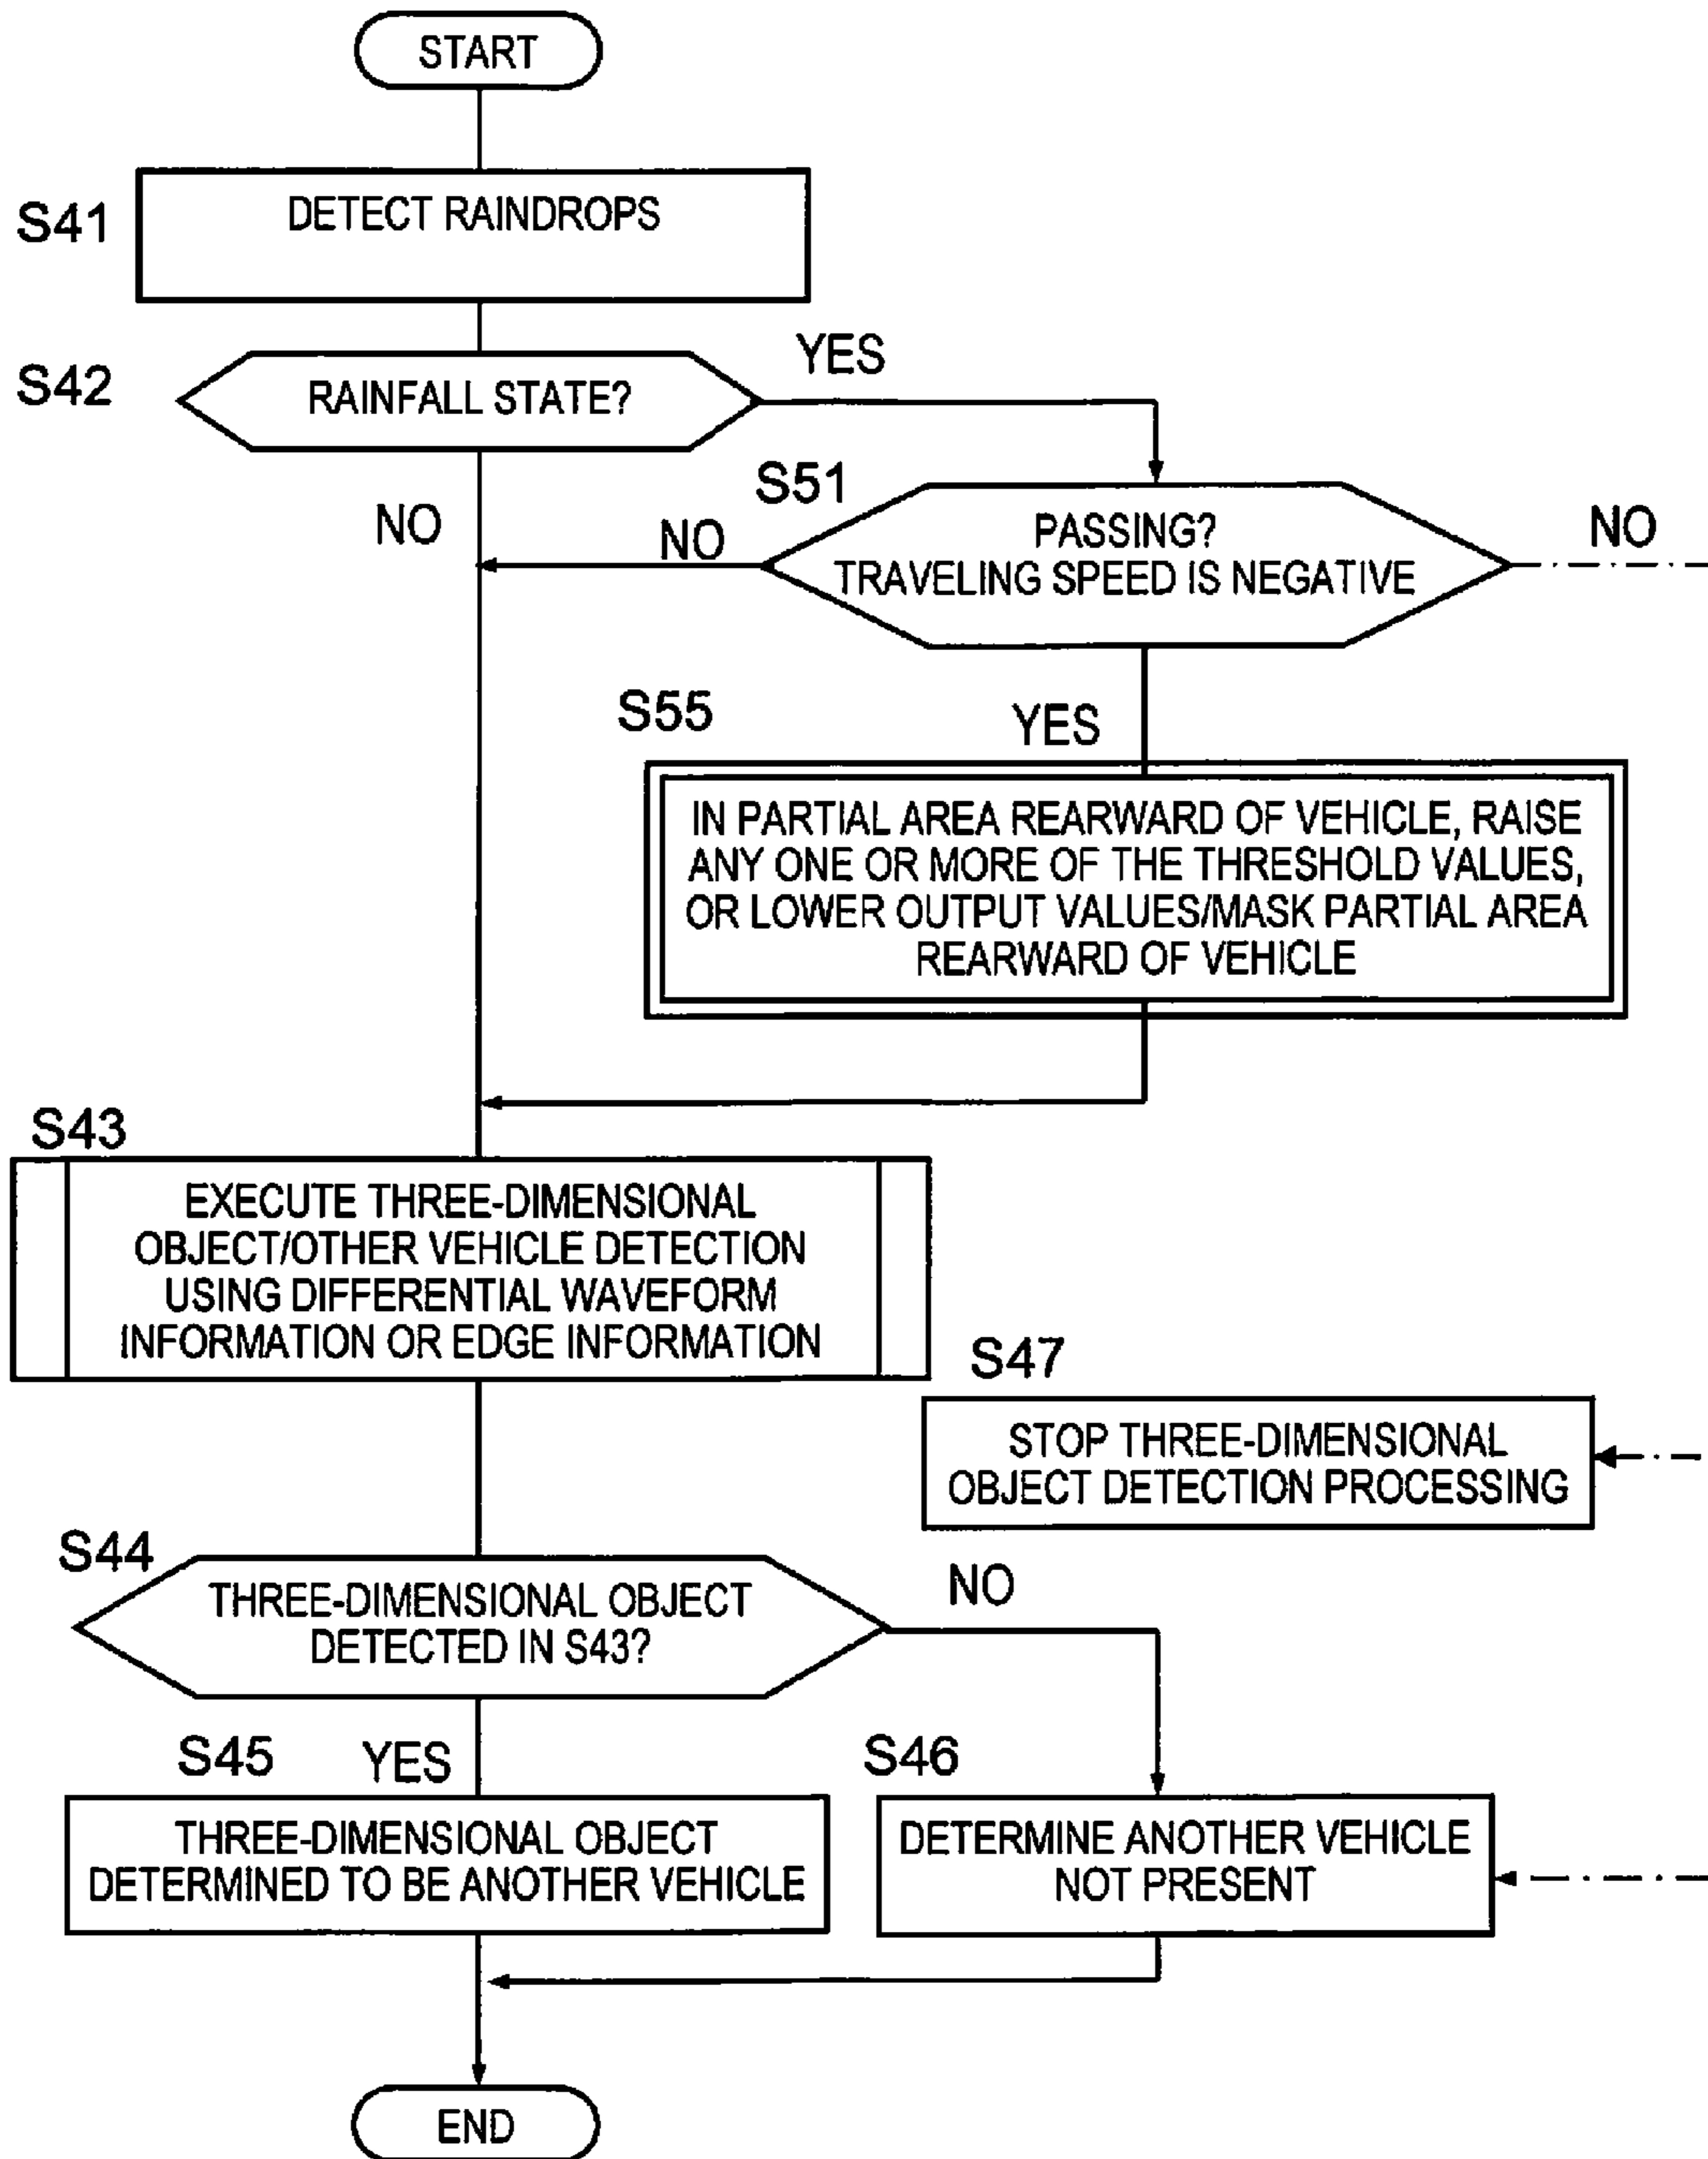 START
S41
DETECT RAINDROPS
S42
RAINFALL STATE?
YES
NO
S51
NO
PASSING?
TRAVELING SPEED IS NEGATIVE
NO
S55
YES
IN PARTIAL AREA REARWARD OF VEHICLE, RAISE
ANY ONE OR MORE OF THE THRESHOLD VALUES,
OR LOWER OUTPUT VALUES/MASK PARTIAL AREA
REARWARD OF VEHICLE
S43
EXECUTE THREE-DIMENSIONAL
OBJECT/OTHER VEHICLE DETECTION
USING DIFFERENTIAL WAVEFORM
INFORMATION OR EDGE INFORMATION
S47
STOP THREE-DIMENSIONAL
OBJECT DETECTION PROCESSING
S44
THREE-DIMENSIONAL OBJECT
DETECTED IN S43?
NO
S45
YES
THREE-DIMENSIONAL OBJECT
DETERMINED TO BE ANOTHER VEHICLE
S46
DETERMINE ANOTHER VEHICLE
NOT PRESENT
END